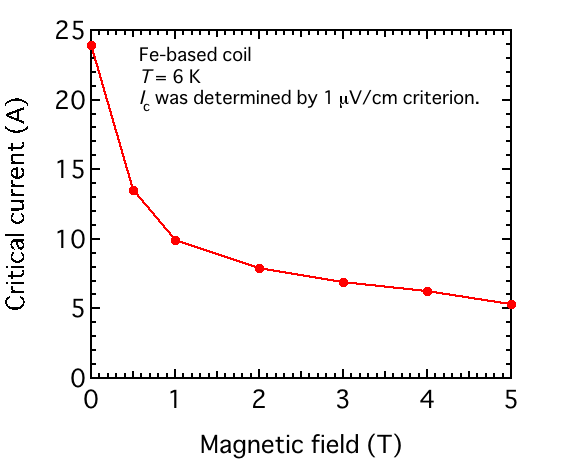 25
20
15
10
5
0
Critical current (A)
Fe-based coil
T = 6 K
Ic was determined by 1 μV/cm criterion.
0 1 2 3 4 5
Magnetic field (T)